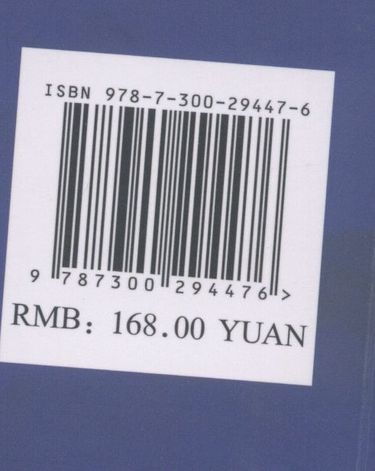 ISBN 978-7-300-29447-6
9 787300 294476 >
RMB: 168.00 YUAN